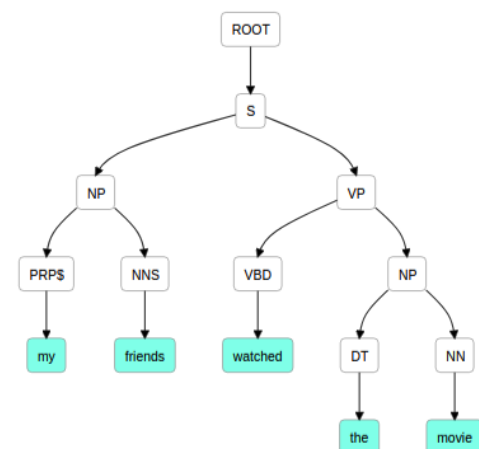 ROOT
S
NP VP
PRP$ NNS VBD NP
my friends watched DT NN
the movie